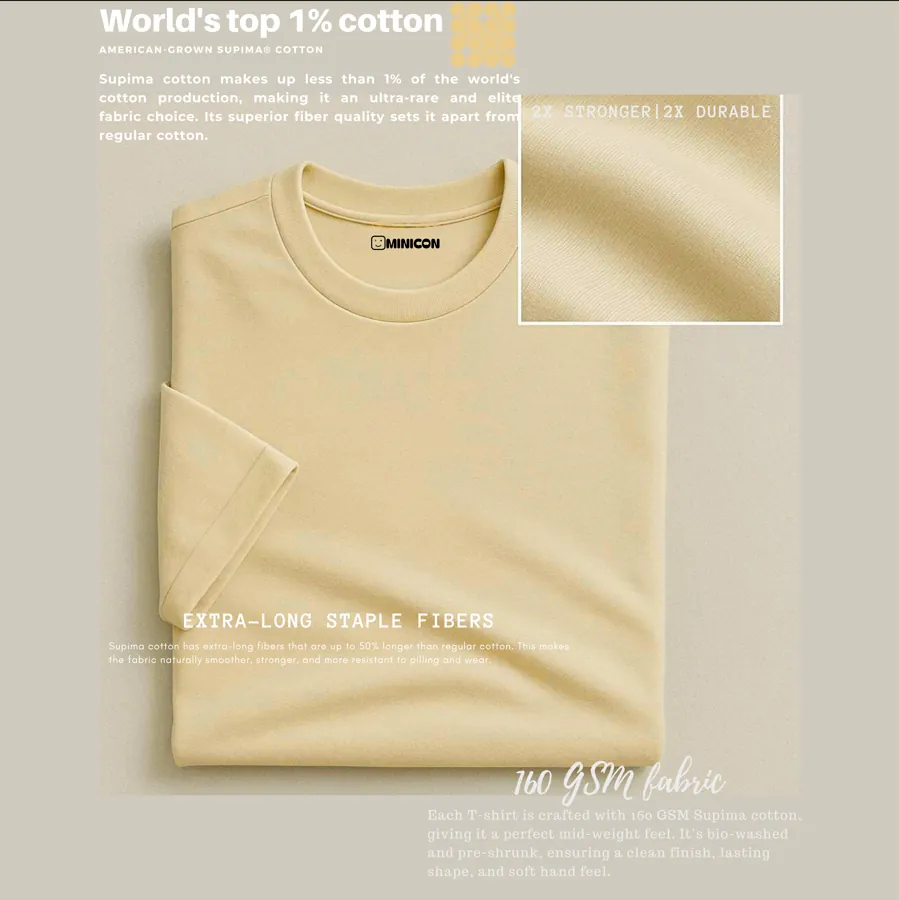 World's top 1% cotton
AMERICAN-GROWN SUPIMA® COTTON
Supima cotton makes up less than 1% of the world's
cotton production, making it an ultra-rare and elite
fabric choice. Its superior fiber quality sets it apart from
regular cotton.
2X STRONGER|2X DURABLE
MINICON
EXTRA-LONG STAPLE FIBERS
Supima cotton has extra-long fibers that are up to 50% longer than regular cotton. This makes
the fabric naturally smoother, stronger, and more resistant to pilling and wear.
160 GSM fabric
Each T-shirt is crafted with 160 GSM Supima cotton,
giving it a perfect mid-weight feel. It's bio-washed
and pre-shrunk, ensuring a clean finish, lasting
shape, and soft hand feel.